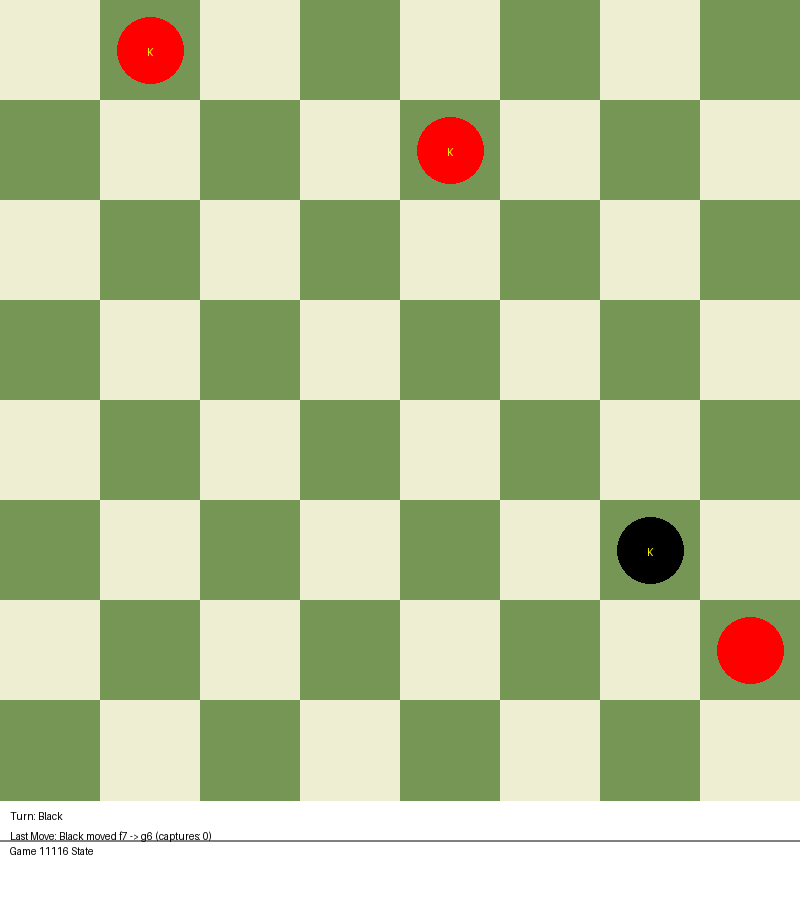 K
K
K
Turn: Black
Last Move: Black moved f7 -> g6 (captures: 0)
Game 11116 State